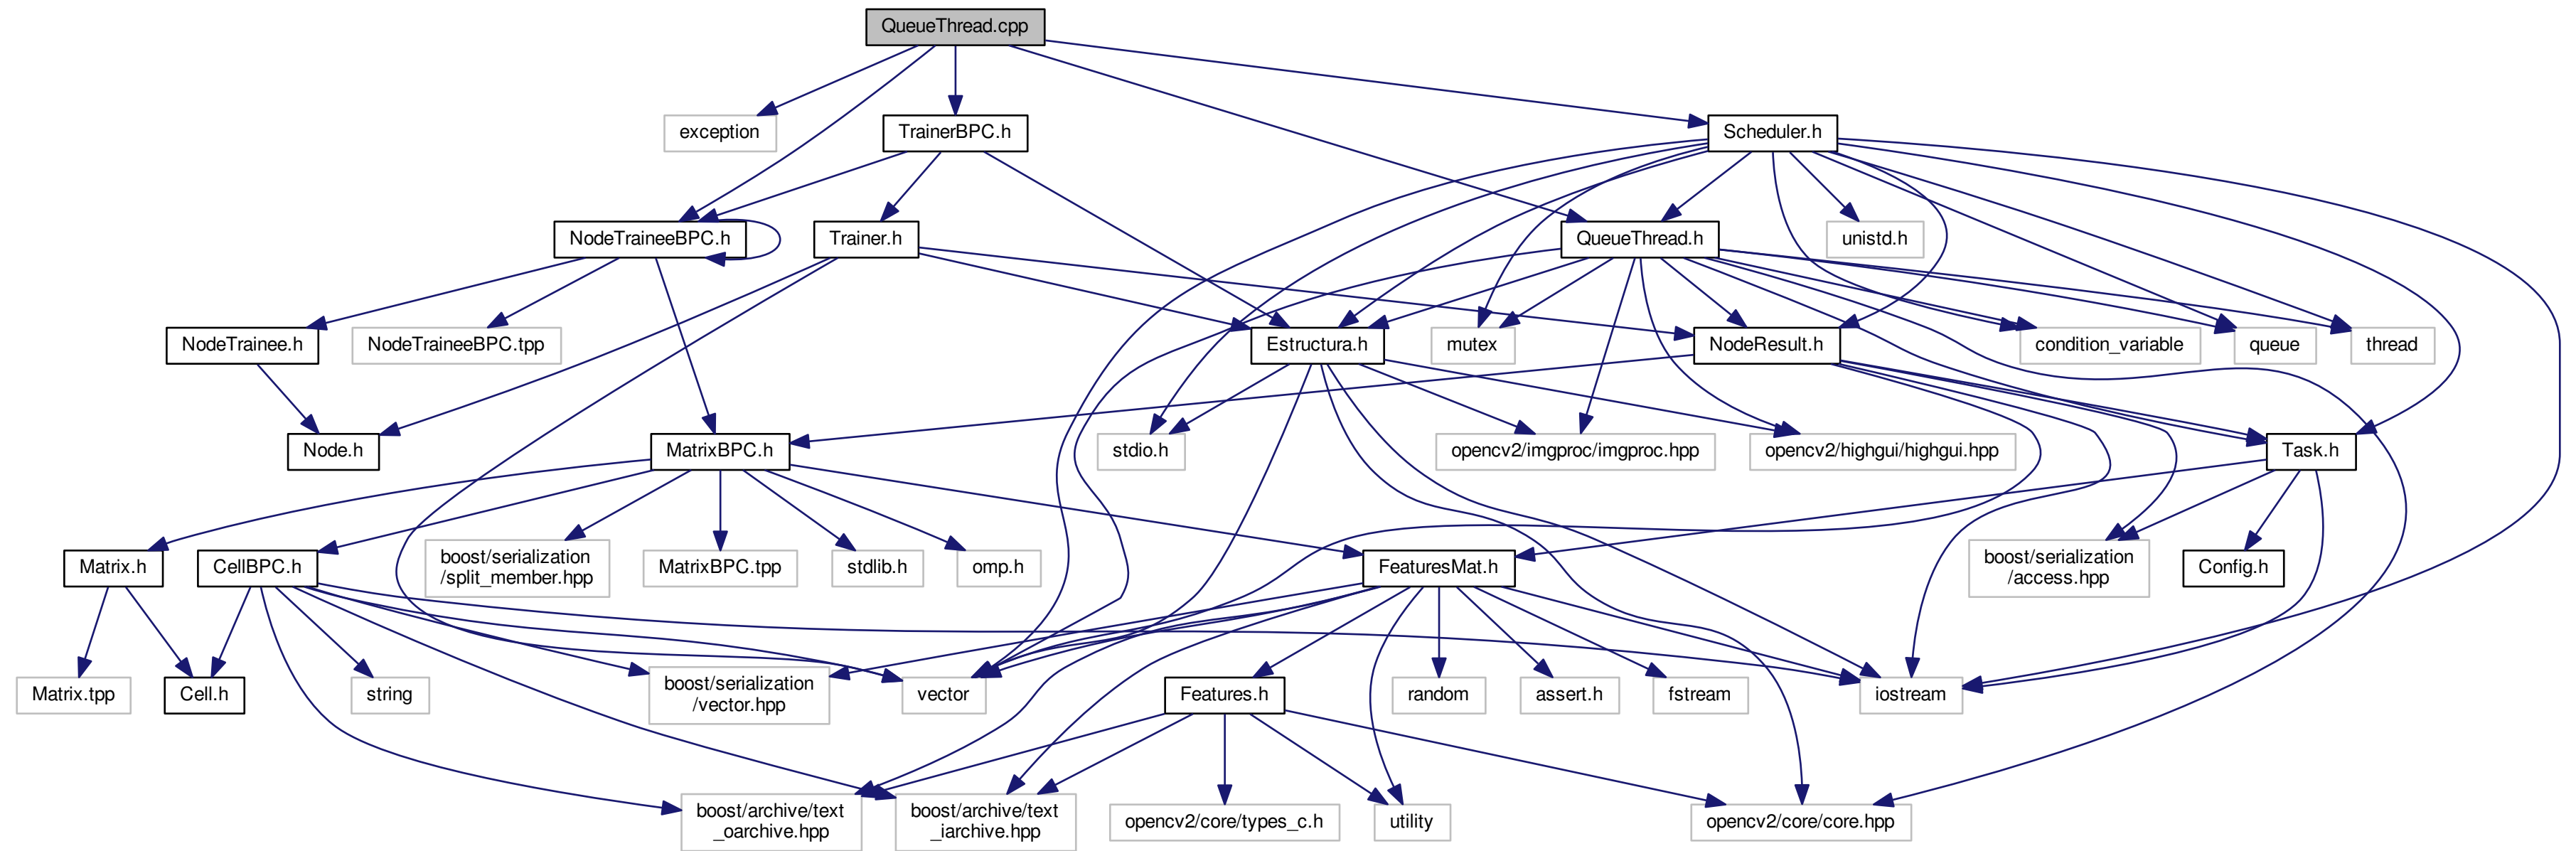 QueueThread.cpp
exception
TrainerBPC.h
Scheduler.h
NodeTraineeBPC.h
Trainer.h
QueueThread.h
unistd.h
NodeTrainee.h
NodeTraineeBPC.tpp
Estructura.h
mutex
NodeResult.h
condition_variable
queue
thread
Node.h
MatrixBPC.h
stdio.h
opencv2/imgproc/imgproc.hpp
opencv2/highgui/highgui.hpp
Task.h
Matrix.h
CellBPC.h
boost/serialization
/split_member.hpp
MatrixBPC.tpp
stdlib.h
omp.h
FeaturesMat.h
boost/serialization
/access.hpp
Config.h
Matrix.tpp
Cell.h
string
boost/serialization
/vector.hpp
vector
Features.h
random
assert.h
fstream
iostream
boost/archive/text
_oarchive.hpp
boost/archive/text
_iarchive.hpp
opencv2/core/types_c.h
utility
opencv2/core/core.hpp